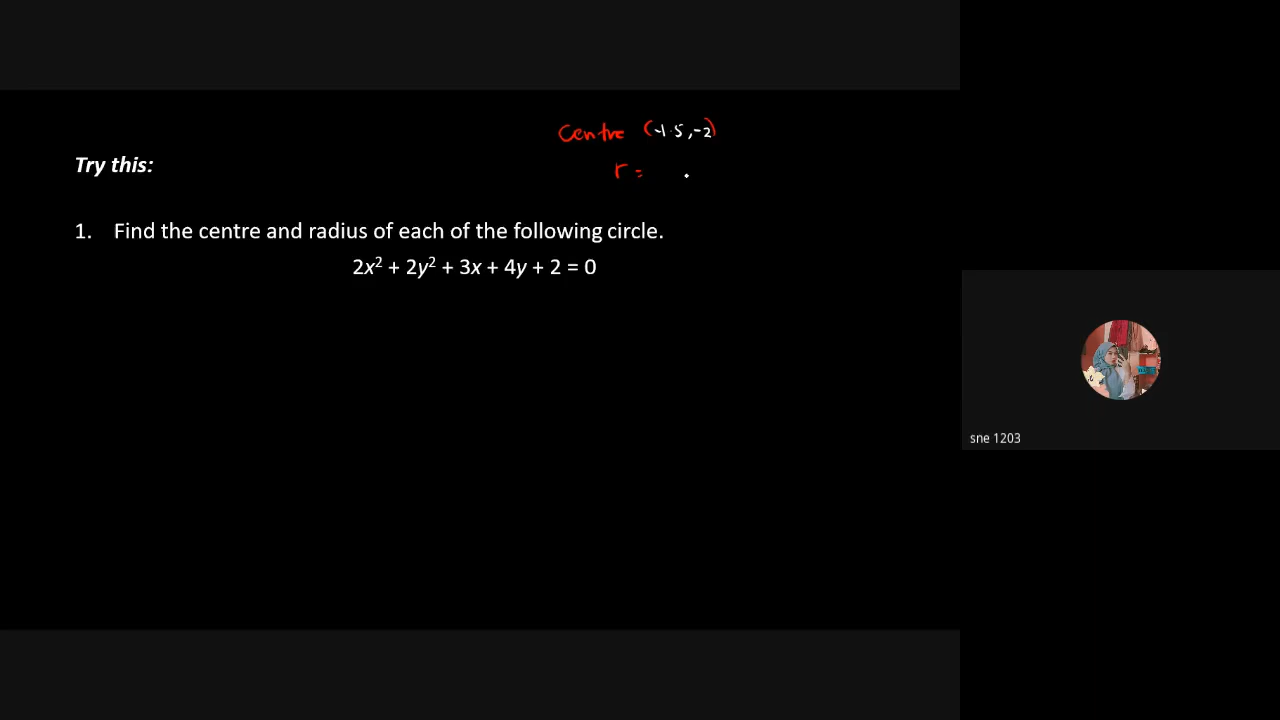 Centre (-1.5, -2)
Try this:
r =
1. Find the centre and radius of each of the following circle.
2x² + 2y² + 3x + 4y + 2 = 0
sne 1203